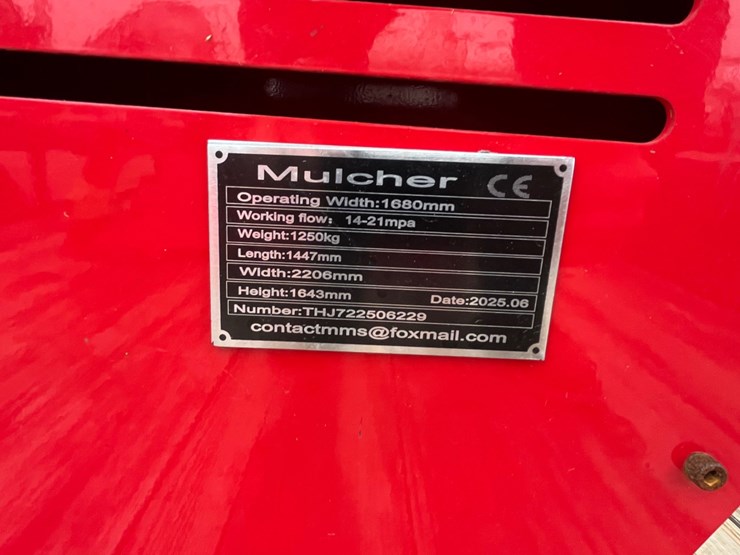 Mulcher CE
Operating Width:1680mm
Working flow: 14-21mpa
Weight:1250kg
Length:1447mm
Width:2206mm
Height:1643mm Date:2025.06
Number:THJ722506229
contactmms@foxmail.com